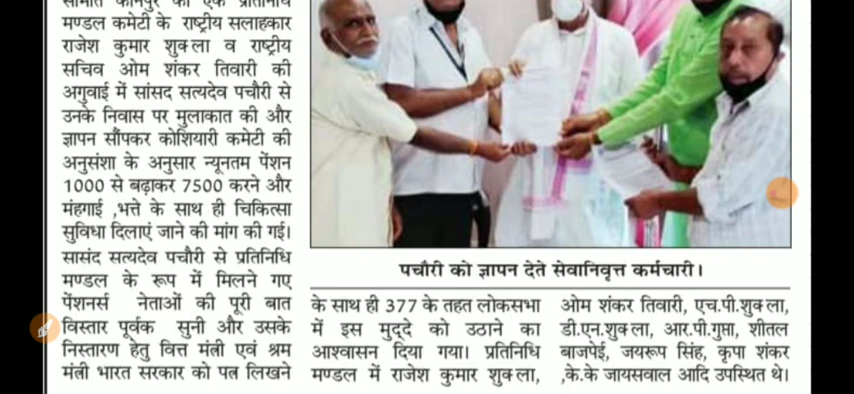 समिति कानपुर का एक प्रतिनिधि
मण्डल कमेटी के राष्ट्रीय सलाहकार
राजेश कुमार शुक्ला व राष्ट्रीय
सचिव ओम शंकर तिवारी की
अगुवाई में सांसद सत्यदेव पचौरी से
उनके निवास पर मुलाकात की और
ज्ञापन सौंपकर कोशियारी कमेटी की
अनुसंशा के अनुसार न्यूनतम पेंशन
1000 से बढ़ाकर 7500 करने और
मंहगाई ,भत्ते के साथ ही चिकित्सा
सुविधा दिलाएं जाने की मांग की गई।
सासंद सत्यदेव पचौरी से प्रतिनिधि
मण्डल के रूप में मिलने गए
पेंशनर्स नेताओं की पूरी बात
विस्तार पूर्वक सुनी और उसके
निस्तारण हेतु वित्त मंत्री एवं श्रम
मंत्री भारत सरकार को पत्र लिखने
पचौरी को ज्ञापन देते सेवानिवृत्त कर्मचारी।
के साथ ही 377 के तहत लोकसभा
में इस मुद्दे को उठाने का
आश्वासन दिया गया। प्रतिनिधि
मण्डल में राजेश कुमार शुक्ला,
ओम शंकर तिवारी, एच.पी.शुक्ला,
डी.एन.शुक्ला, आर.पी.गुप्ता, शीतल
बाजपेई, जयरूप सिंह, कृपा शंकर
,के.के जायसवाल आदि उपस्थित थे।